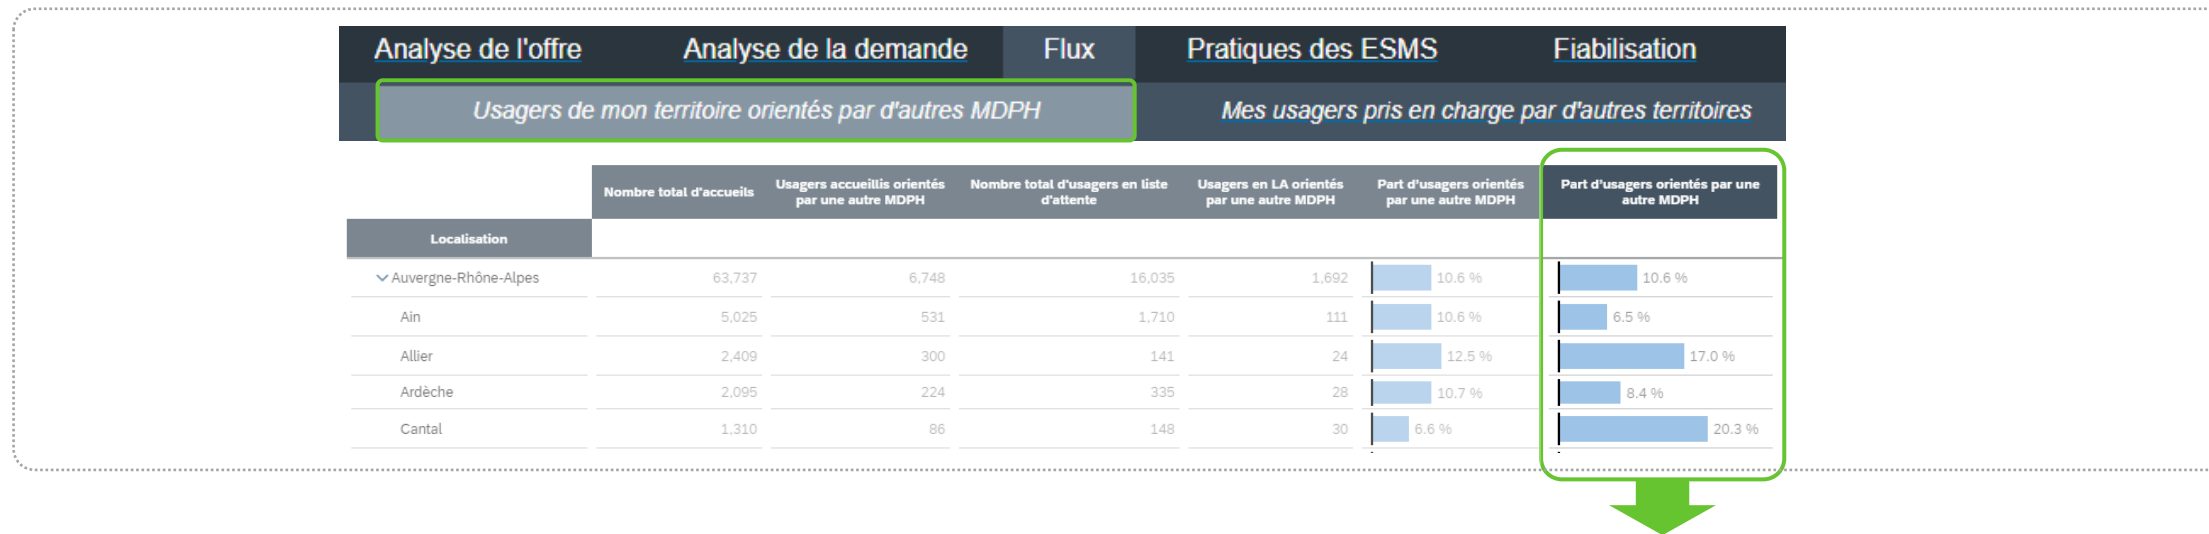 Analyse de l'offre Analyse de la demande Flux Pratiques des ESMS Fiabilisation
Usagers de mon territoire orientés par d'autres MDPH Mes usagers pris en charge par d'autres territoires
Nombre total d'accueils Usagers accueillis orientés par une autre MDPH Nombre total d'usagers en liste d'attente Usagers en LA orientés par une autre MDPH Part d'usagers orientés par une autre MDPH Part d'usagers orientés par une autre MDPH
Localisation
Auvergne-Rhône-Alpes 63,737 6,748 16,035 1,692 10.6 % 10.6 %
Ain 5,025 531 1,710 111 10.6 % 6.5 %
Allier 2,409 300 141 24 12.5 % 17.0 %
Ardèche 2,095 224 335 28 10.7 % 8.4 %
Cantal 1,310 86 148 30 6.6 % 20.3 %